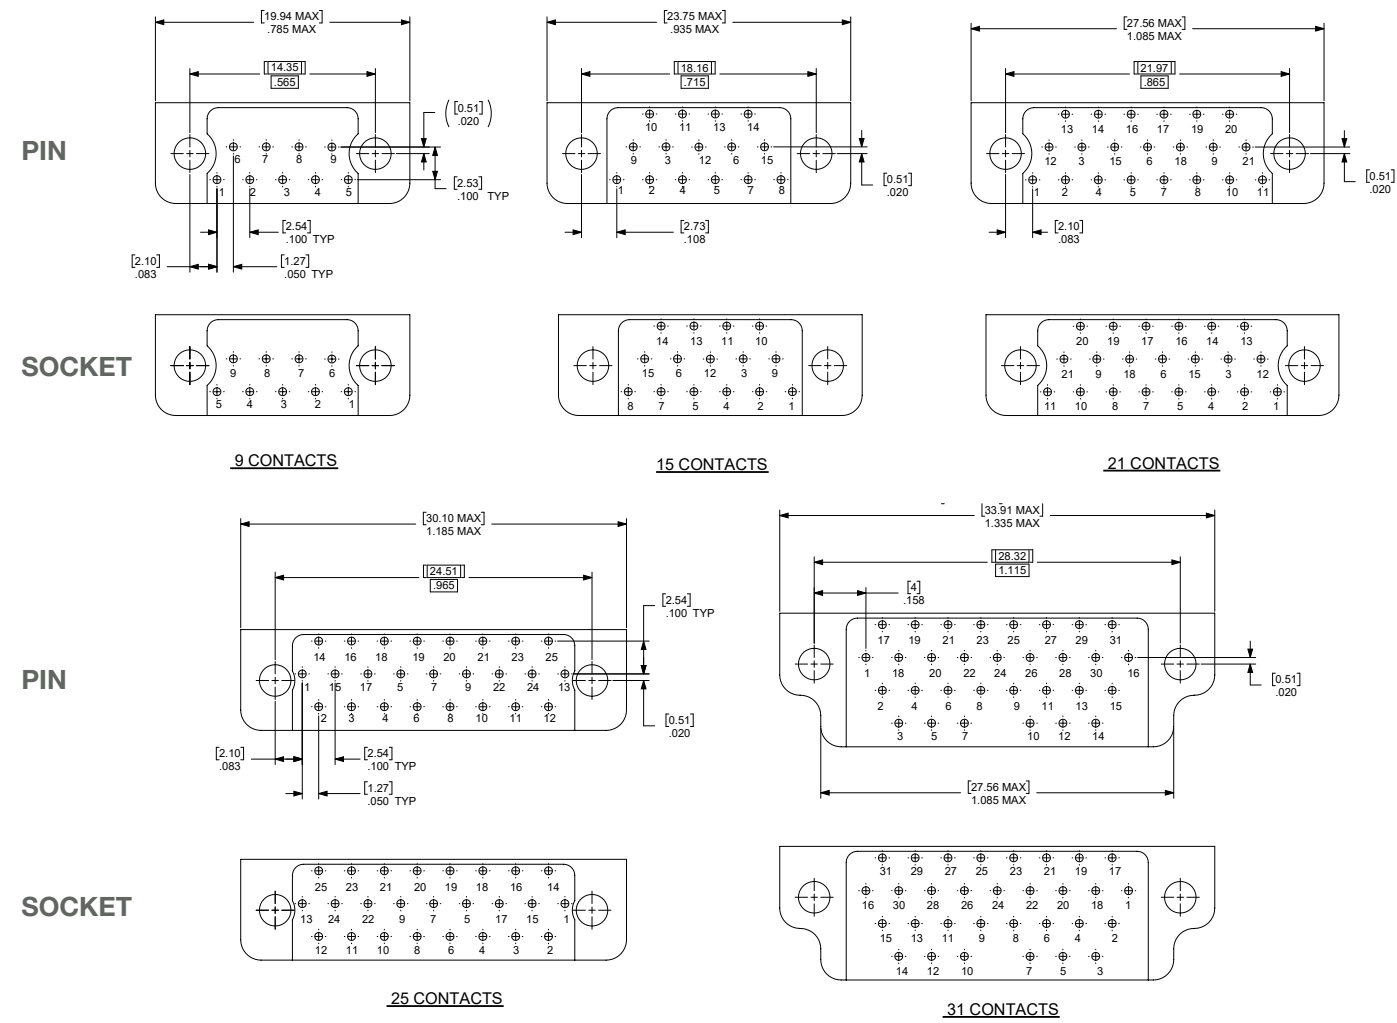 [19.94 MAX]
.785 MAX
[23.75 MAX]
.935 MAX
[27.56 MAX]
1.085 MAX
[14.35]
.565
[18.16]
.715
[21.97]
.865
([0.51]
.020)
PIN
6 7 8 9
1 2 3 4 5
[2.53]
.100 TYP
[2.54]
.100 TYP
[2.10]
.083
[1.27]
.050 TYP
10 11 13 14
9 3 12 6 15
1 2 4 5 7 8
[0.51]
.020
[2.73]
.108
13 14 16 17 19 20
12 3 15 6 18 9 21
1 2 4 5 7 8 10 11
[0.51]
.020
[2.10]
.083
SOCKET
9 8 7 6
5 4 3 2 1
14 13 11 10
15 6 12 3 9
8 7 5 4 2 1
20 19 17 16 14 13
21 9 18 6 15 3 12
11 10 8 7 5 4 2 1
9 CONTACTS
15 CONTACTS
21 CONTACTS
[30.10 MAX]
1.185 MAX
[33.91 MAX]
1.335 MAX
[24.51]
.965
[28.32]
1.115
[2.54]
.100 TYP
[4]
.158
PIN
14 16 18 19 20 21 23 25
1 15 17 5 7 9 22 24 13
2 3 4 6 8 10 11 12
[0.51]
.020
[2.10]
.083
[2.54]
.100 TYP
[1.27]
.050 TYP
17 19 21 23 25 27 29 31
1 18 20 22 24 26 28 30 16
2 4 6 8 9 11 13 15
3 5 7 10 12 14
[0.51]
.020
[27.56 MAX]
1.085 MAX
SOCKET
25 23 21 20 19 18 16 14
13 24 22 9 7 5 17 15 1
12 11 10 8 6 4 3 2
31 29 27 25 23 21 19 17
16 30 28 26 24 22 20 18 1
15 13 11 9 8 6 4 2
14 12 10 7 5 3
25 CONTACTS
31 CONTACTS